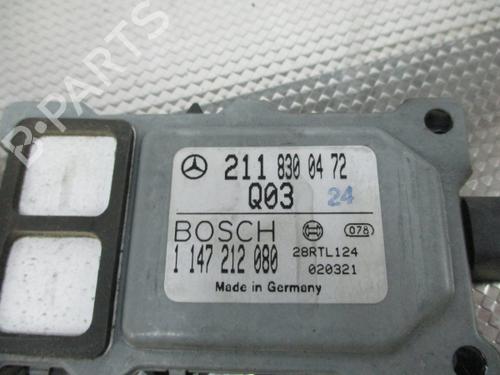 B-PARTS
211 830 04 72
Q03 24
BOSCH 078
28RTL124
1 147 212 080
020321
Made in Germany